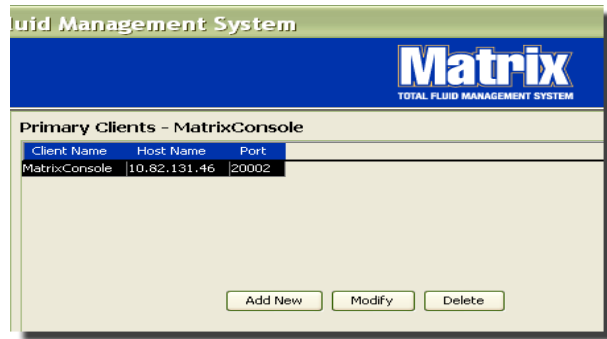 luid Management System
Matrix
TOTAL FLUID MANAGEMENT SYSTEM
Primary Clients - MatrixConsole
Client Name Host Name Port
MatrixConsole 10.82.131.46 20002
Add New Modify Delete